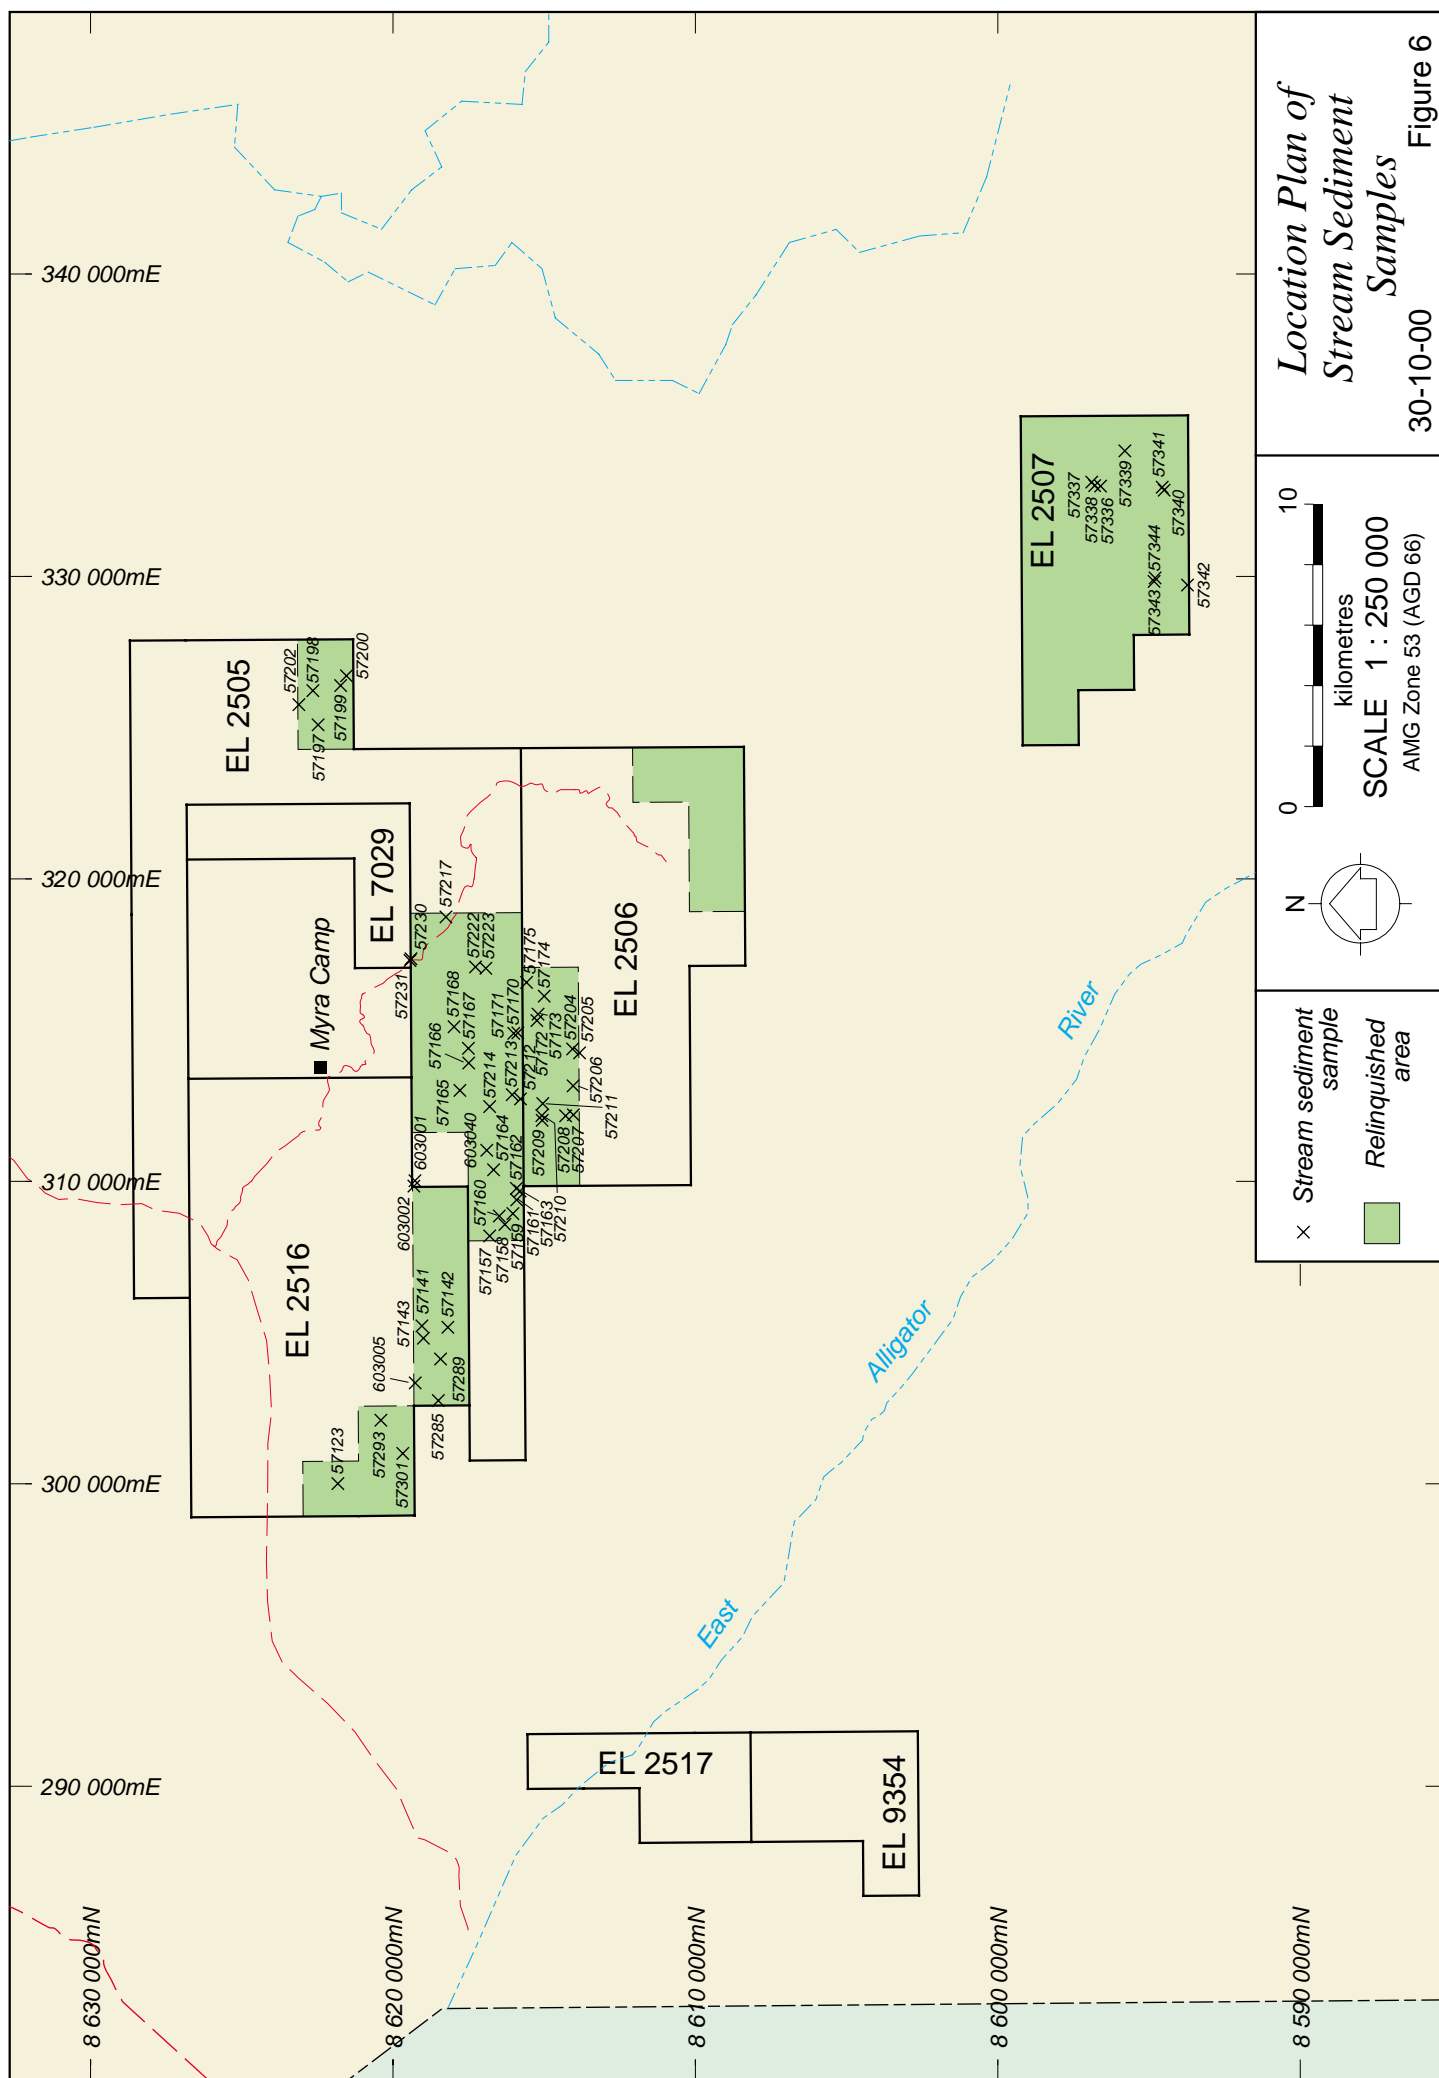 340 000mE
330 000mE
320 000mE
310 000mE
300 000mE
290 000mE
8 630 000mN
8 620 000mN
8 610 000mN
8 600 000mN
8 590 000mN
EL 2505
57202
57198
57197
57199
57200
EL 7029
Myra Camp
57217
57230
57231
57222
57223
57168
57167
57166
57165
57171
57170
57175
57174
57172
57173
57204
57205
57206
57214
57213
57212
57211
57209
57208
57207
57210
603040
57164
57162
57160
57163
57161
57159
57158
57157
EL 2506
EL 2516
603001
603002
57143
57141
57142
603005
57289
57285
57123
57293
57301
EL 2507
57337
57338
57336
57339
57341
57340
57344
57343
57342
EL 2517
EL 9354
East
Alligator
River
Stream sediment
sample
Relinquished
area
N
0
10
kilometres
SCALE 1 : 250 000
AMG Zone 53 (AGD 66)
Location Plan of
Stream Sediment
Samples
30-10-00
Figure 6